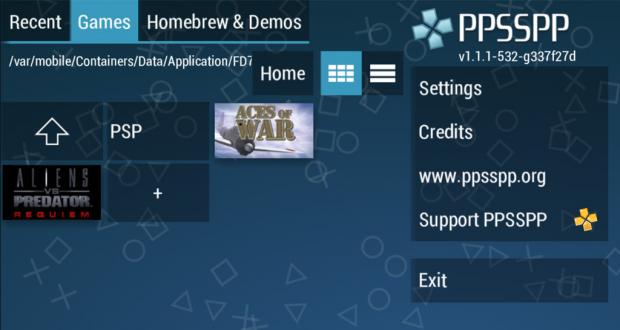 Recent Games Homebrew & Demos
PPSSPP
v1.1.1-532-g337f27d
/var/mobile/Containers/Data/Application/FD7
Home
Settings
PSP
ACES OF
WAR
Credits
www.ppsspp.org
ALIENS
VS
PREDATOR
REQUIEM
+
Support PPSSPP
Exit